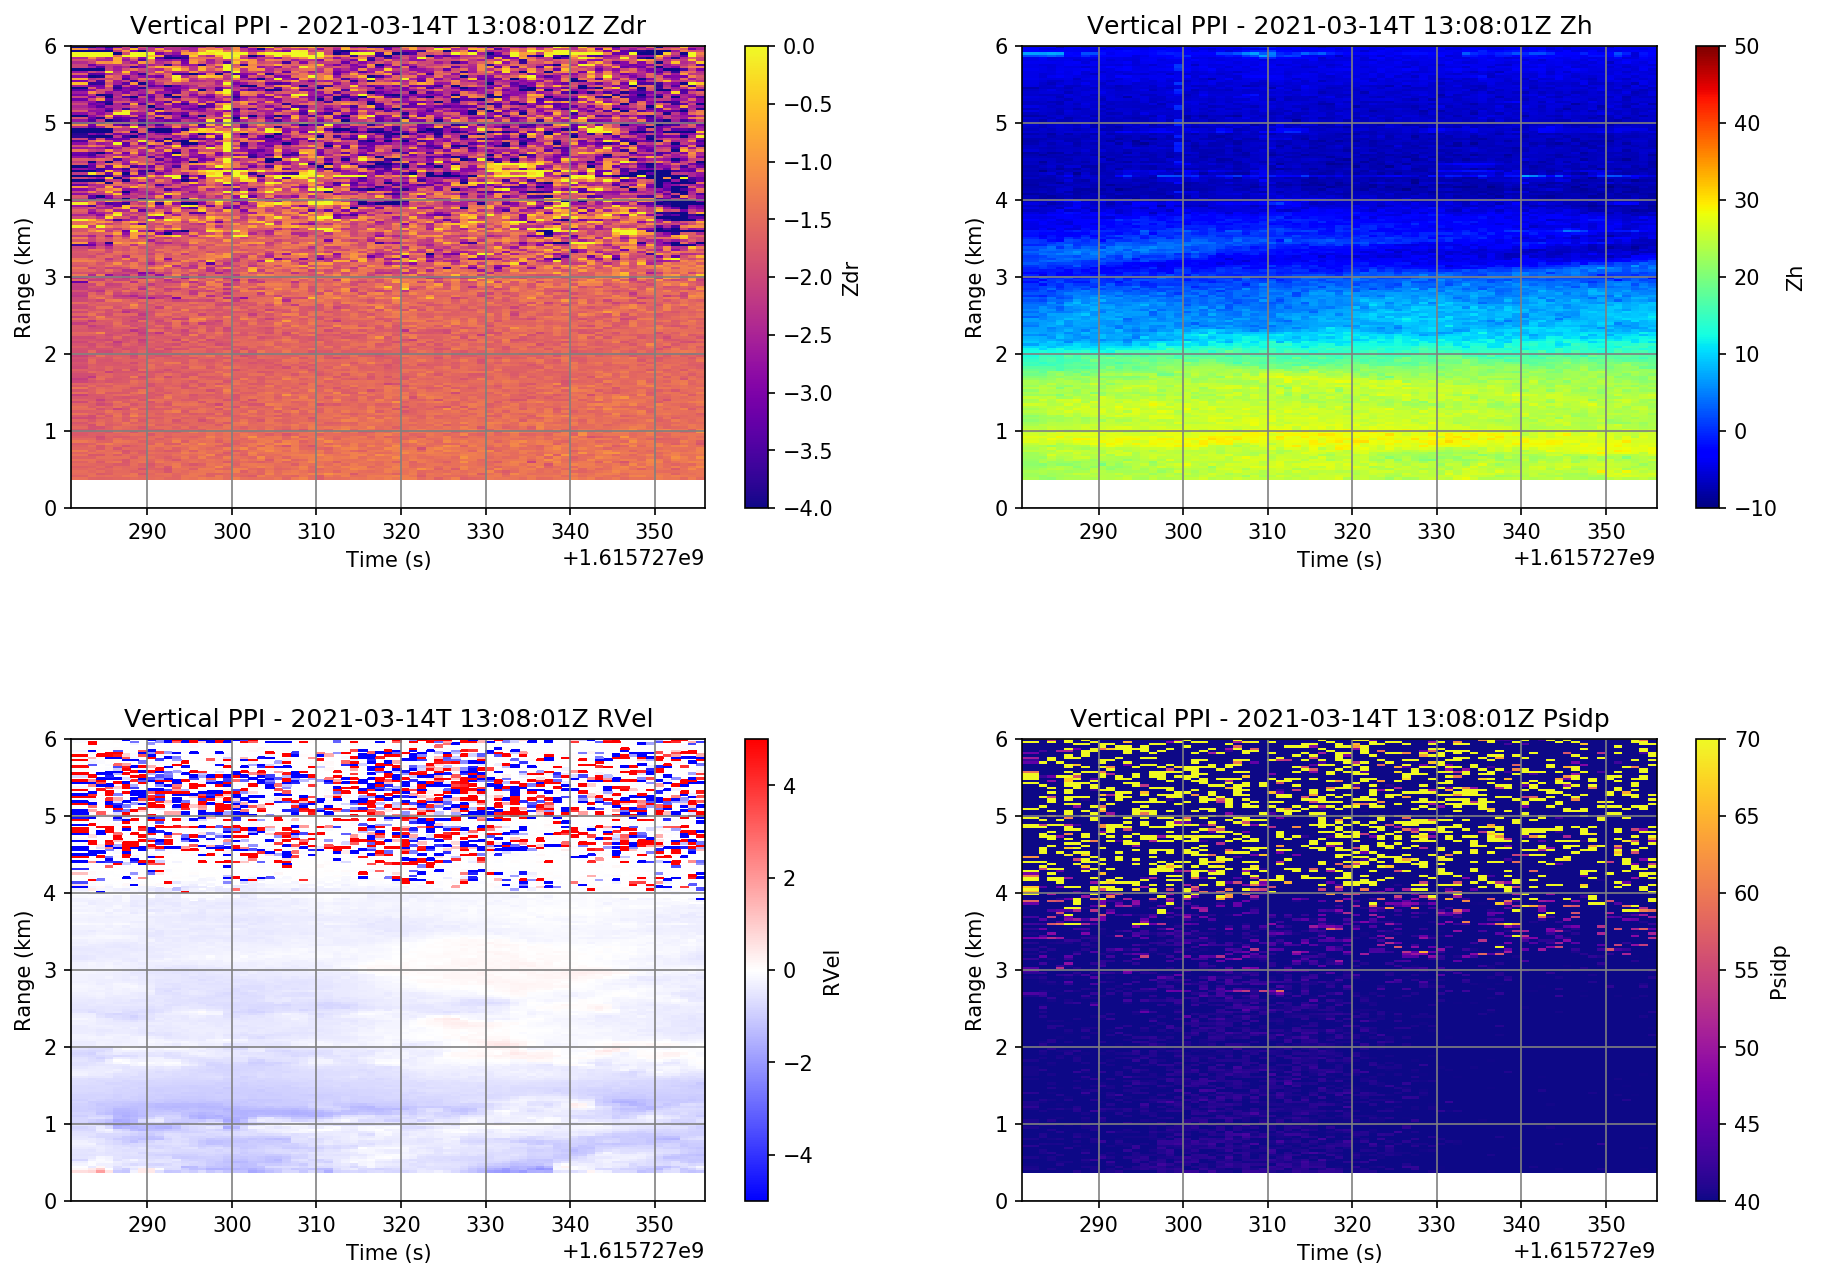 Vertical PPI - 2021-03-14T 13:08:01Z Zdr
6
5
4
3
2
1
0
Range (km)
290 300 310 320 330 340 350
Time (s)
+1.615727e9
0.0
−0.5
−1.0
−1.5
−2.0
−2.5
−3.0
−3.5
−4.0
Zdr
Vertical PPI - 2021-03-14T 13:08:01Z Zh
6
5
4
3
2
1
0
Range (km)
290 300 310 320 330 340 350
Time (s)
+1.615727e9
50
40
30
20
10
0
−10
Zh
Vertical PPI - 2021-03-14T 13:08:01Z RVel
6
5
4
3
2
1
0
Range (km)
290 300 310 320 330 340 350
Time (s)
+1.615727e9
4
2
0
−2
−4
RVel
Vertical PPI - 2021-03-14T 13:08:01Z Psidp
6
5
4
3
2
1
0
Range (km)
290 300 310 320 330 340 350
Time (s)
+1.615727e9
70
65
60
55
50
45
40
Psidp